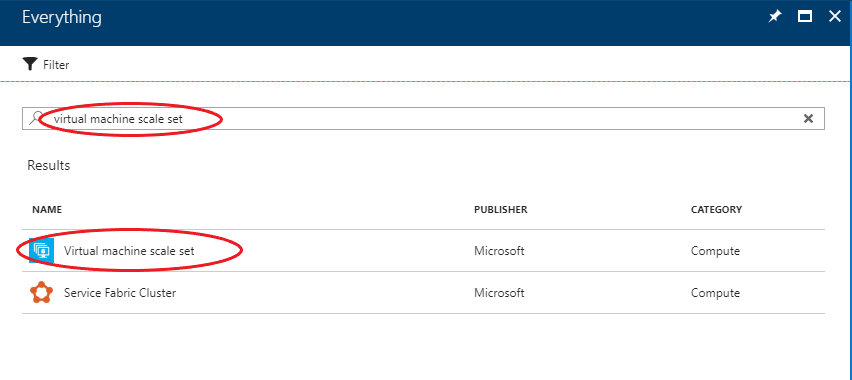 Everything
Filter
virtual machine scale set
Results
NAME PUBLISHER CATEGORY
Virtual machine scale set Microsoft Compute
Service Fabric Cluster Microsoft Compute